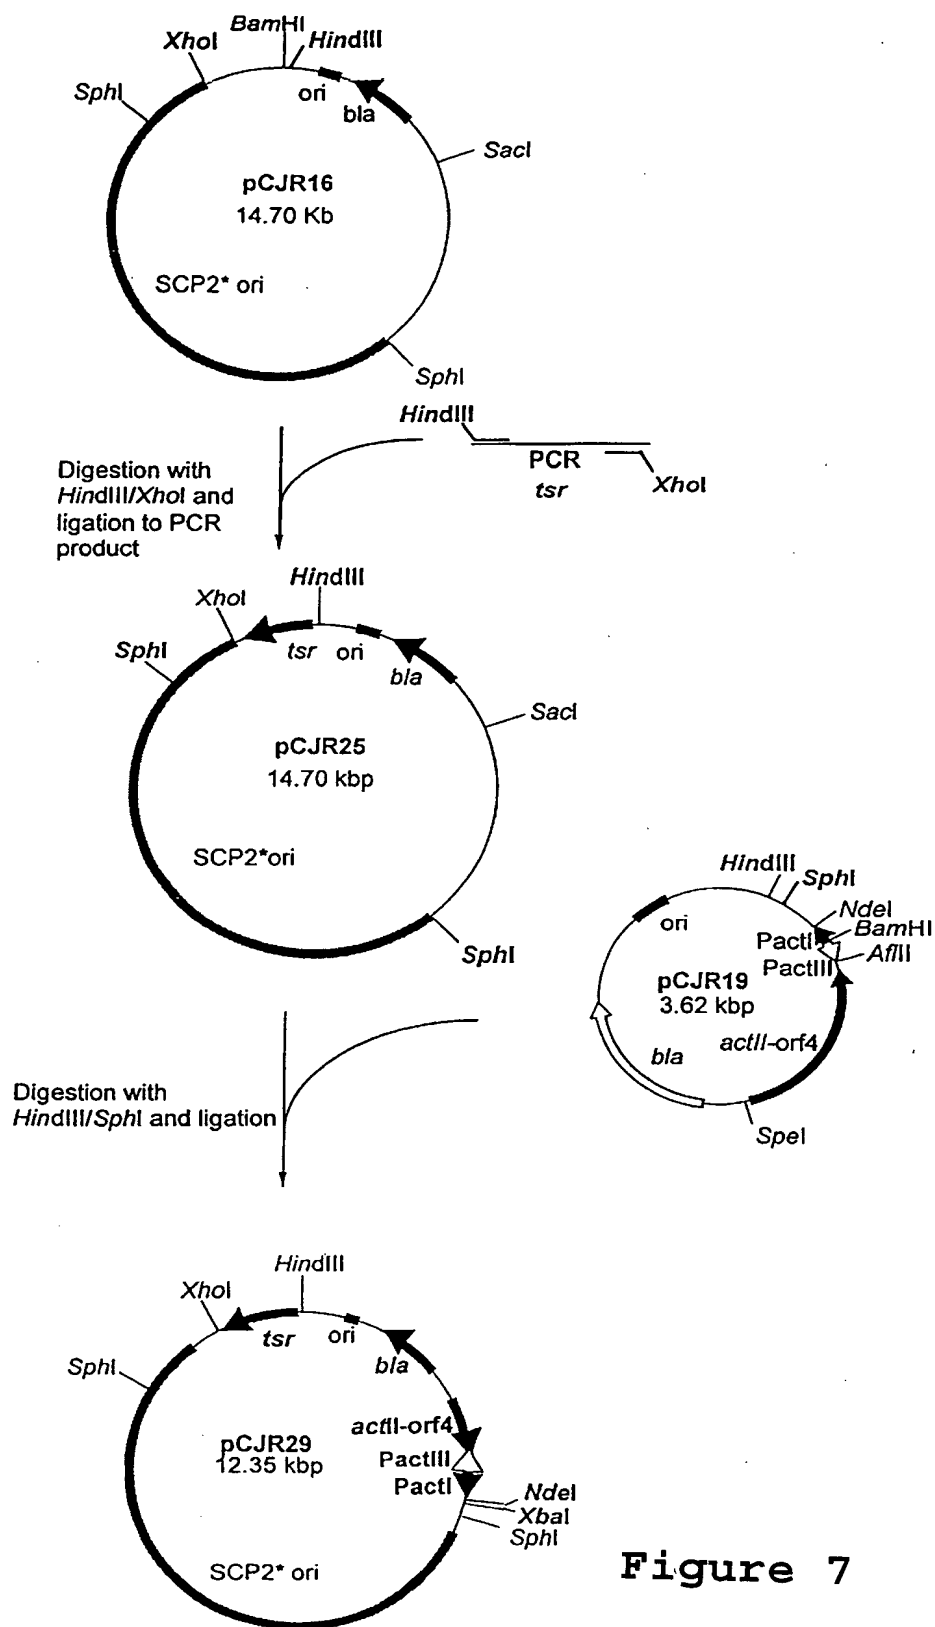 BamHI
XhoI
HindIII
SphI
ori
bla
SacI
pCJR16
14.70 Kb
SCP2* ori
SphI
HindIII
PCR
tsr
XhoI
Digestion with
HindIII/XhoI and
ligation to PCR
product
HindIII
XhoI
SphI
tsr
ori
bla
SacI
pCJR25
14.70 kbp
SCP2*ori
SphI
HindIII
SphI
NdeI
BamHI
AflII
ori
PactI
PactIII
pCJR19
3.62 kbp
actII-orf4
bla
SpeI
Digestion with
HindIII/SphI and ligation
HindIII
XhoI
tsr
ori
bla
SphI
actII-orf4
pCJR29
12.35 kbp
PactIII
PactI
NdeI
XbaI
SphI
SCP2* ori
Figure 7